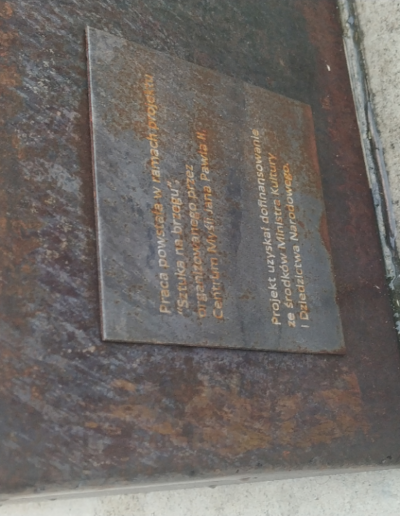 Praca powstała w ramach projektu
"Sztuka na brzegu",
organizowanego przez
Centrum Myśli Jana Pawła II.
Projekt uzyskał dofinansowanie
ze środków Ministra Kultury
i Dziedzictwa Narodowego.